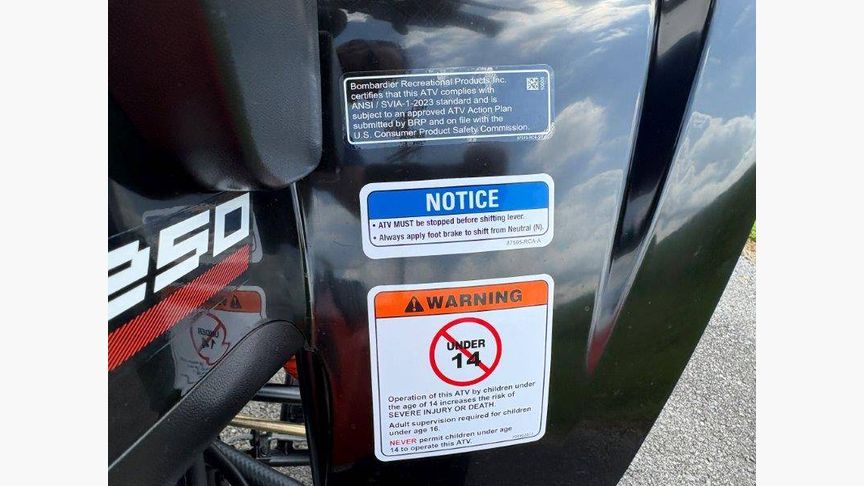 Bombardier Recreational Products Inc.
certifies that this ATV complies with
ANSI / SVIA-1-2023 standard and is
subject to an approved ATV Action Plan
submitted by BRP and on file with the
U.S. Consumer Product Safety Commission.
NOTICE
• ATV MUST be stopped before shifting lever.
• Always apply foot brake to shift from Neutral (N).
250
WARNING
UNDER
14
Operation of this ATV by children under
the age of 14 increases the risk of
SEVERE INJURY OR DEATH.
Adult supervision required for children
under age 16.
NEVER permit children under age
14 to operate this ATV.